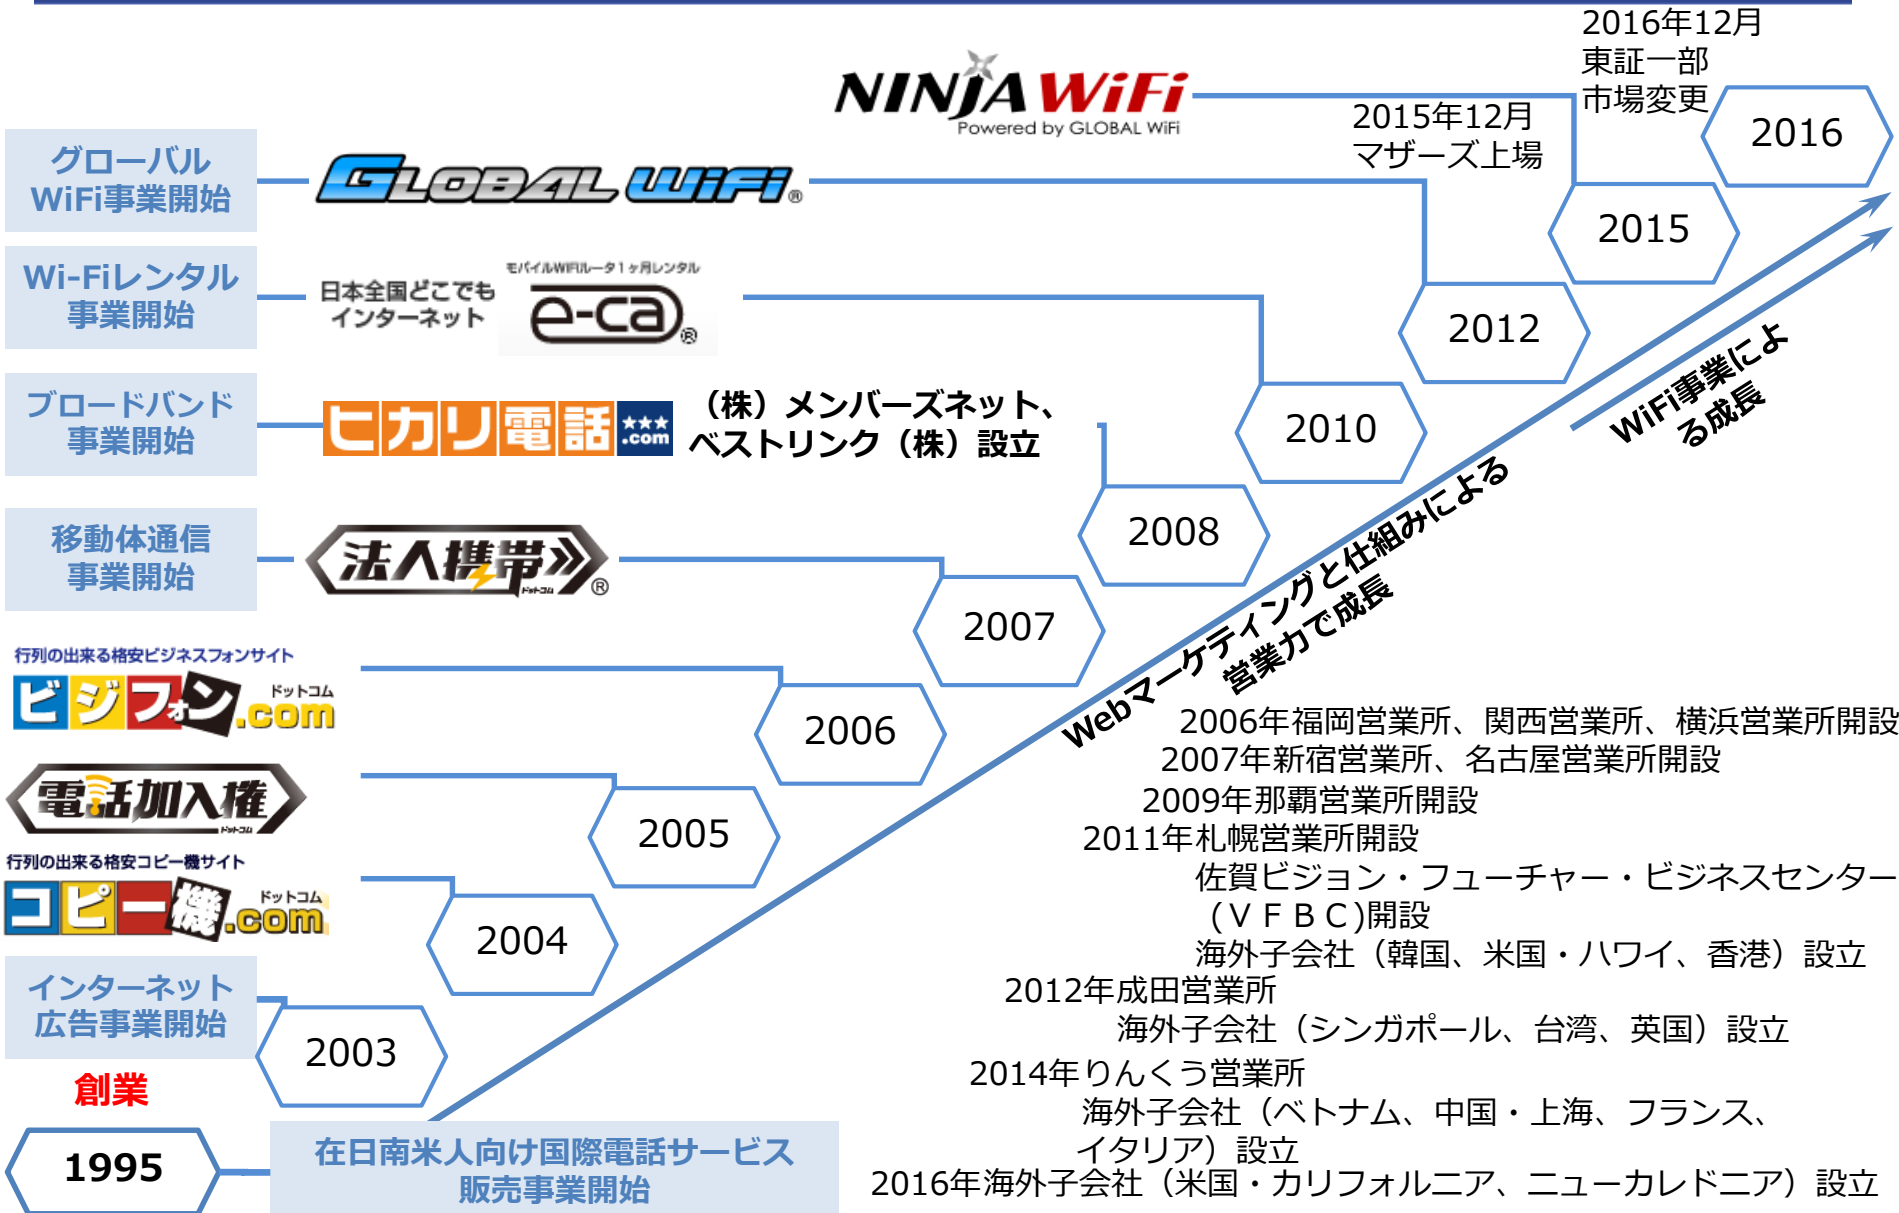 2016年12月
東証一部
市場変更
NINJA WiFi
Powered by GLOBAL WiFi
2015年12月
マザーズ上場
2016
グローバル
WiFi事業開始
GLOBAL WiFi ®
2015
Wi-Fiレンタル
事業開始
日本全国どこでも
インターネット
モバイルWIFIルータ1ヶ月レンタル
e-ca ®
2012
WiFi事業によ
る成長
ブロードバンド
事業開始
ヒカリ電話 ★★★ .com
（株）メンバーズネット、
ベストリンク（株）設立
2010
移動体通信
事業開始
法人携帯 ドットコム ®
2008
Webマーケティングと仕組みによる
営業力で成長
2007
行列の出来る格安ビジネスフォンサイト
ビジフォン.com ドットコム
2006
電話加入権 ドットコム
2005
行列の出来る格安コピー機サイト
コピー機.com ドットコム
2004
インターネット
広告事業開始
2003
創業
1995
在日南米人向け国際電話サービス
販売事業開始
2006年福岡営業所、関西営業所、横浜営業所開設
2007年新宿営業所、名古屋営業所開設
2009年那覇営業所開設
2011年札幌営業所開設
佐賀ビジョン・フューチャー・ビジネスセンター
(ＶＦＢＣ)開設
海外子会社（韓国、米国・ハワイ、香港）設立
2012年成田営業所
海外子会社（シンガポール、台湾、英国）設立
2014年りんくう営業所
海外子会社（ベトナム、中国・上海、フランス、
イタリア）設立
2016年海外子会社（米国・カリフォルニア、ニューカレドニア）設立